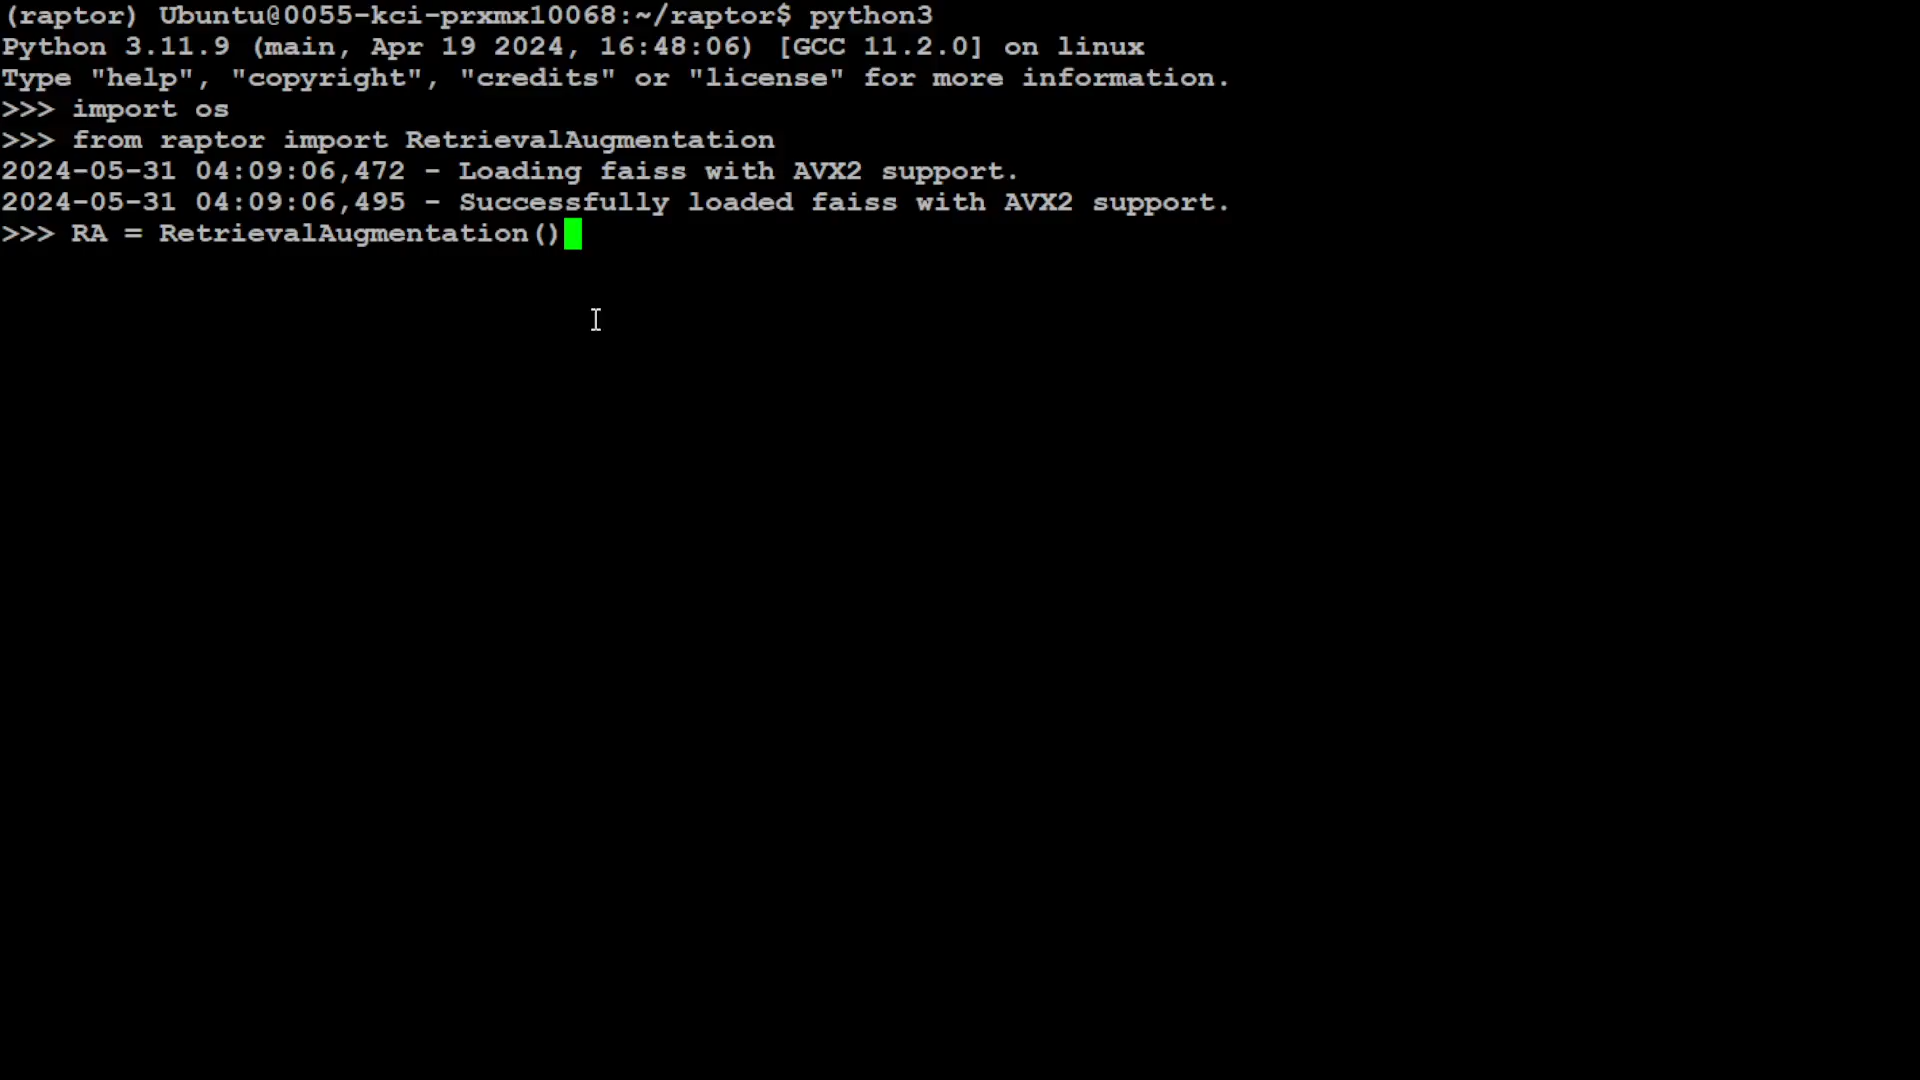 (raptor) Ubuntu@0055-kci-prxmx10068:~/raptor$ python3
Python 3.11.9 (main, Apr 19 2024, 16:48:06) [GCC 11.2.0] on linux
Type "help", "copyright", "credits" or "license" for more information.
>>> import os
>>> from raptor import RetrievalAugmentation
2024-05-31 04:09:06,472 - Loading faiss with AVX2 support.
2024-05-31 04:09:06,495 - Successfully loaded faiss with AVX2 support.
>>> RA = RetrievalAugmentation()